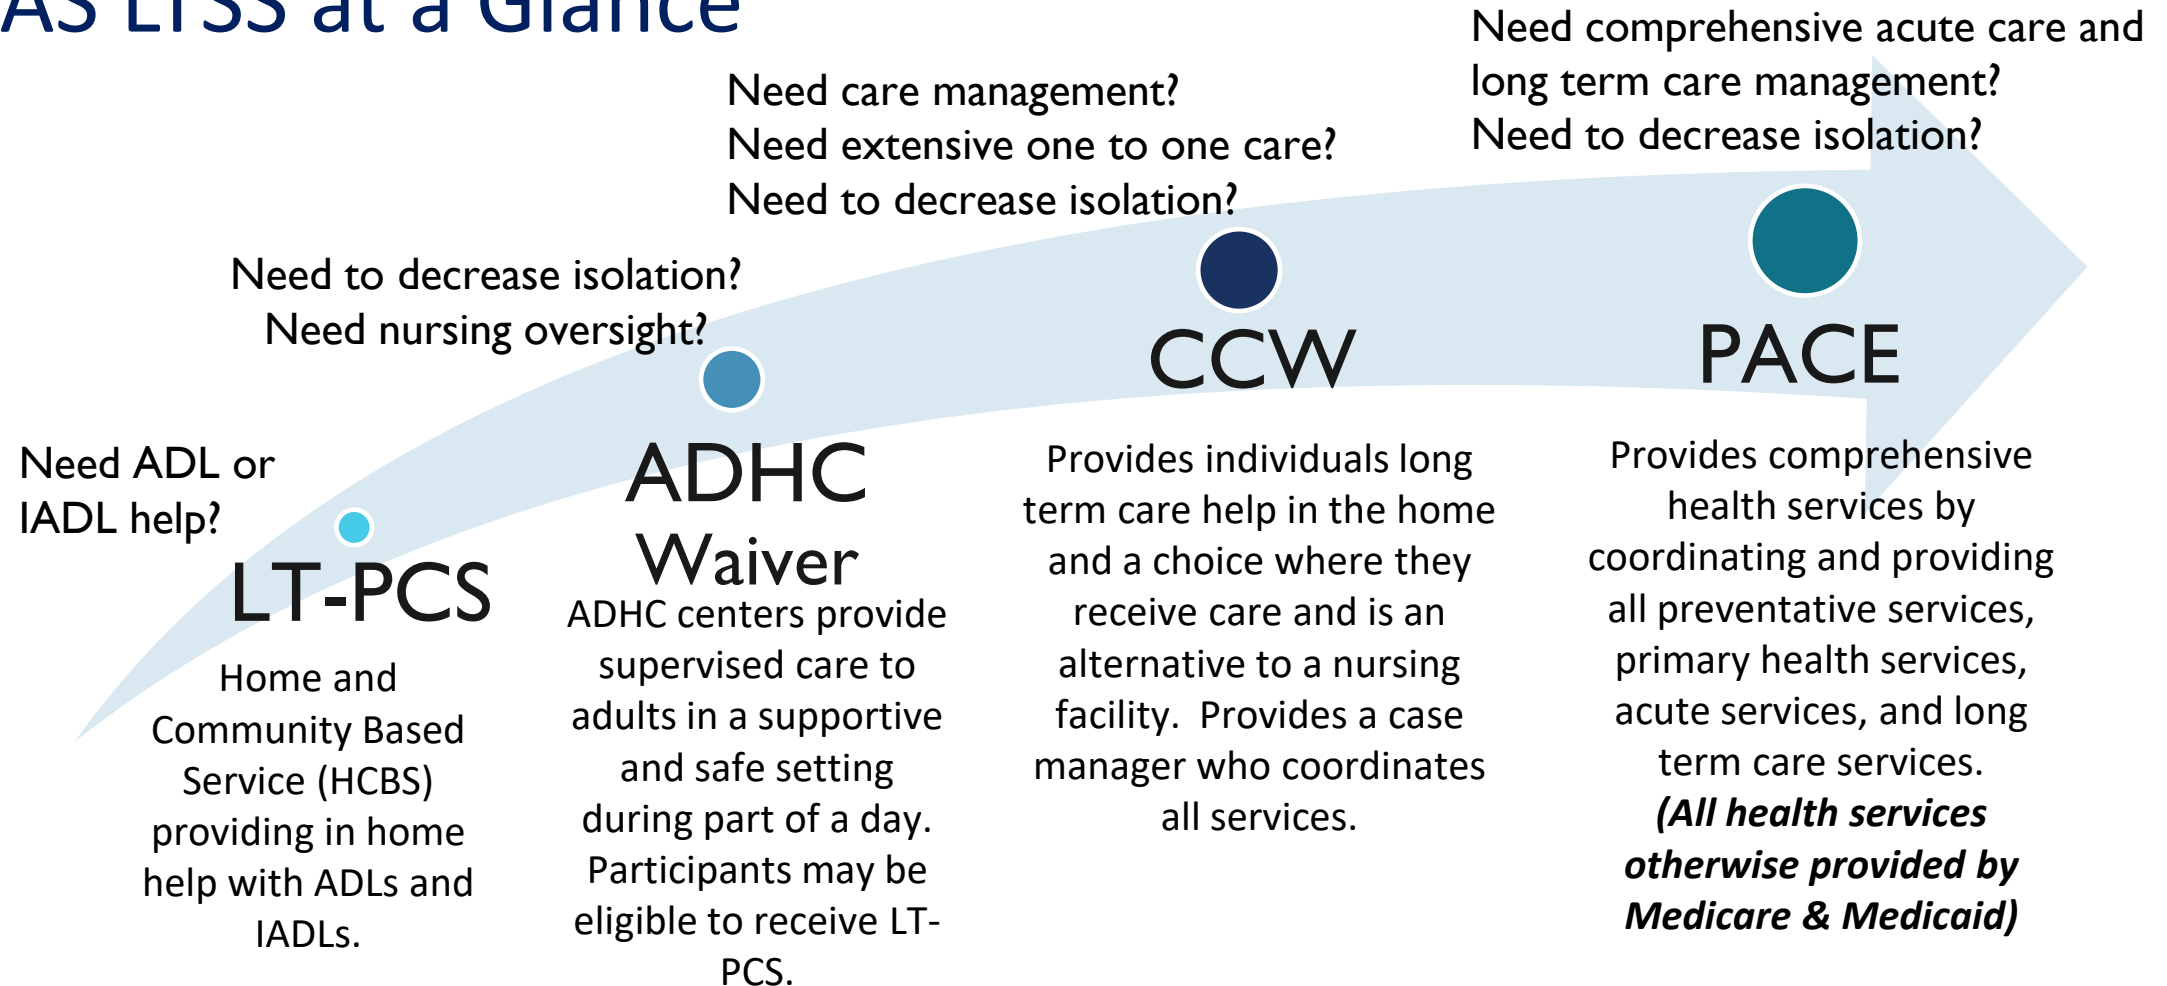 AS LTSS at a Glance
Need ADL or
IADL help?
LT-PCS
Home and
Community Based
Service (HCBS)
providing in home
help with ADLs and
IADLs.
Need to decrease isolation?
Need nursing oversight?
ADHC
Waiver
ADHC centers provide
supervised care to
adults in a supportive
and safe setting
during part of a day.
Participants may be
eligible to receive LT-
PCS.
Need care management?
Need extensive one to one care?
Need to decrease isolation?
CCW
Provides individuals long
term care help in the home
and a choice where they
receive care and is an
alternative to a nursing
facility.  Provides a case
manager who coordinates
all services.
Need comprehensive acute care and
long term care management?
Need to decrease isolation?
PACE
Provides comprehensive
health services by
coordinating and providing
all preventative services,
primary health services,
acute services, and long
term care services.
(All health services
otherwise provided by
Medicare & Medicaid)